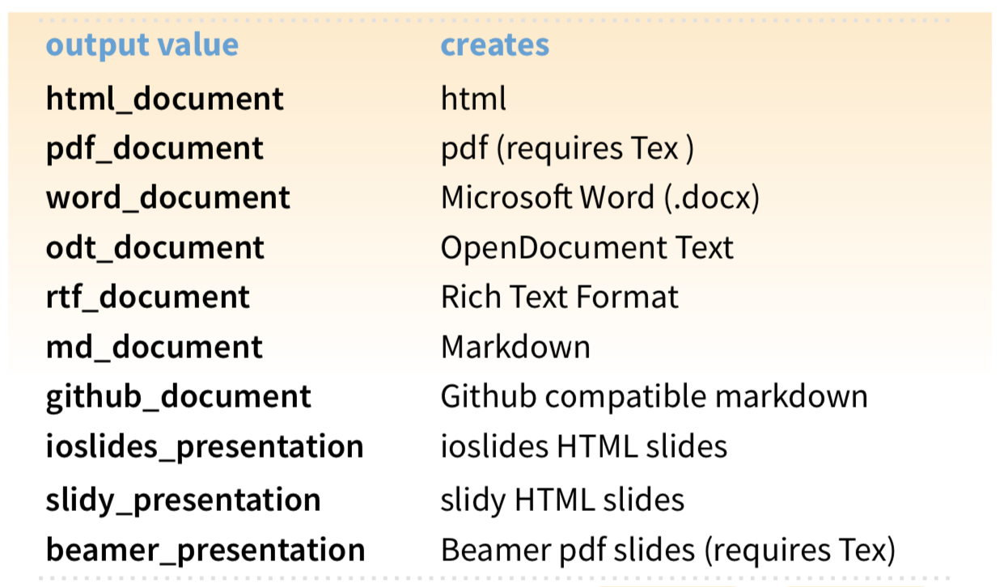 output value creates
html_document html
pdf_document pdf (requires Tex )
word_document Microsoft Word (.docx)
odt_document OpenDocument Text
rtf_document Rich Text Format
md_document Markdown
github_document Github compatible markdown
ioslides_presentation ioslides HTML slides
slidy_presentation slidy HTML slides
beamer_presentation Beamer pdf slides (requires Tex)